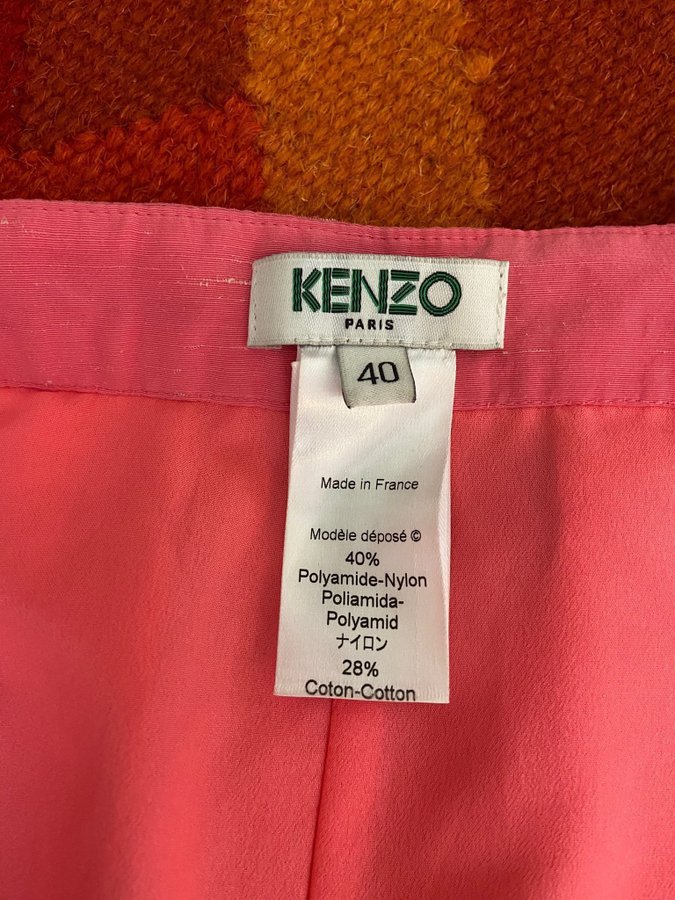 KENZO
PARIS
40
Made in France
Modèle déposé ©
40%
Polyamide-Nylon
Poliamida-
Polyamid
ナイロン
28%
Coton-Cotton